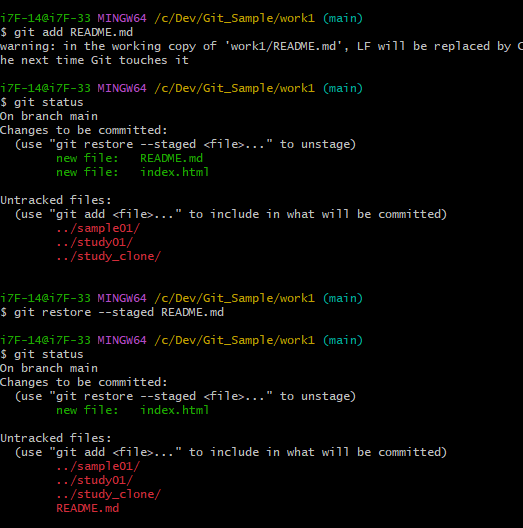 i7F-14@i7F-33 MINGW64 /c/Dev/Git_Sample/work1 (main)
$ git add README.md
warning: in the working copy of 'work1/README.md', LF will be replaced by C
he next time Git touches it
i7F-14@i7F-33 MINGW64 /c/Dev/Git_Sample/work1 (main)
$ git status
On branch main
Changes to be committed:
  (use "git restore --staged <file>..." to unstage)
        new file:   README.md
        new file:   index.html
Untracked files:
  (use "git add <file>..." to include in what will be committed)
        ../sample01/
        ../study01/
        ../study_clone/
i7F-14@i7F-33 MINGW64 /c/Dev/Git_Sample/work1 (main)
$ git restore --staged README.md
i7F-14@i7F-33 MINGW64 /c/Dev/Git_Sample/work1 (main)
$ git status
On branch main
Changes to be committed:
  (use "git restore --staged <file>..." to unstage)
        new file:   index.html
Untracked files:
  (use "git add <file>..." to include in what will be committed)
        ../sample01/
        ../study01/
        ../study_clone/
        README.md